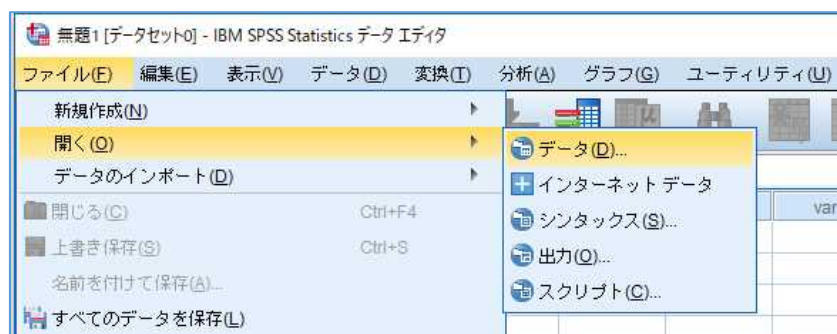 無題1 [データセット0] - IBM SPSS Statistics データ エディタ
ファイル(F) 編集(E) 表示(V) データ(D) 変換(T) 分析(A) グラフ(G) ユーティリティ(U)
新規作成(N)
開く(O)
データのインポート(D)
閉じる(C) Ctrl+F4
上書き保存(S) Ctrl+S
名前を付けて保存(A)...
すべてのデータを保存(L)
データ(D)...
インターネット データ
シンタックス(S)...
出力(O)...
スクリプト(C)...
var